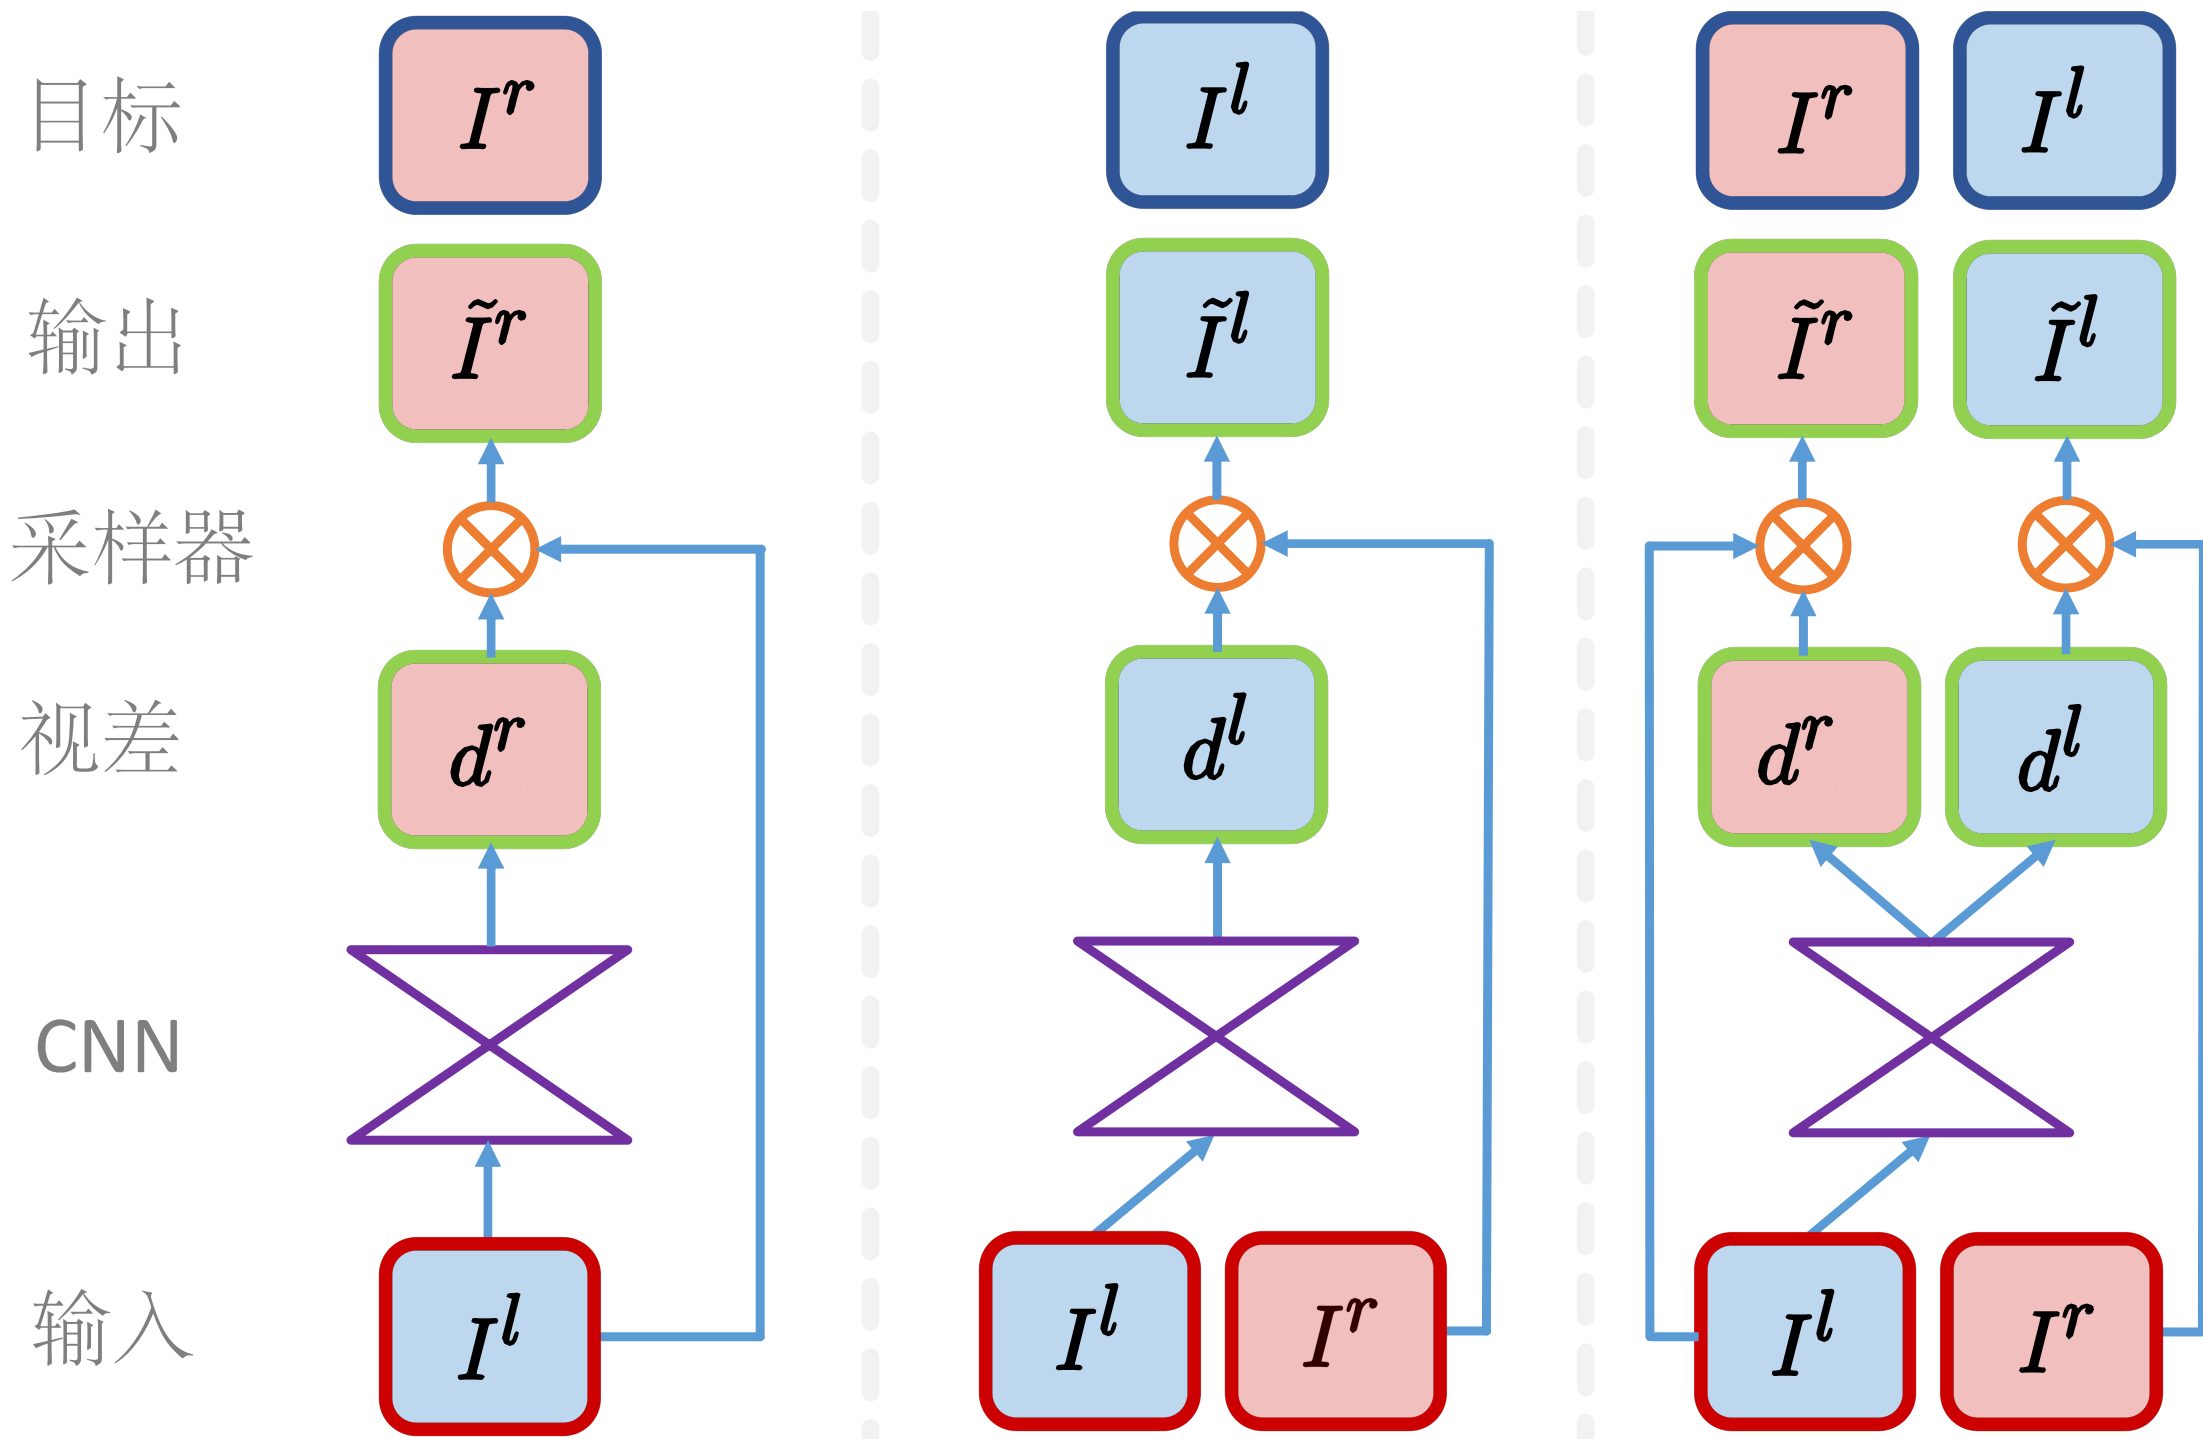 目标 I^r I^l I^r I^l
输出 Ĩ^r Ĩ^l Ĩ^r Ĩ^l
采样器
视差 d^r d^l d^r d^l
CNN
输入 I^l I^l I^r I^l I^r